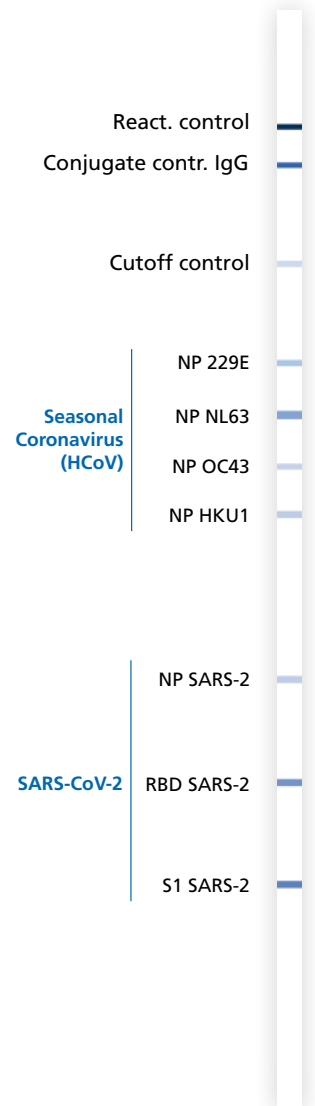 React. control
Conjugate contr. IgG
Cutoff control
Seasonal
Coronavirus
(HCoV)
NP 229E
NP NL63
NP OC43
NP HKU1
SARS-CoV-2
NP SARS-2
RBD SARS-2
S1 SARS-2